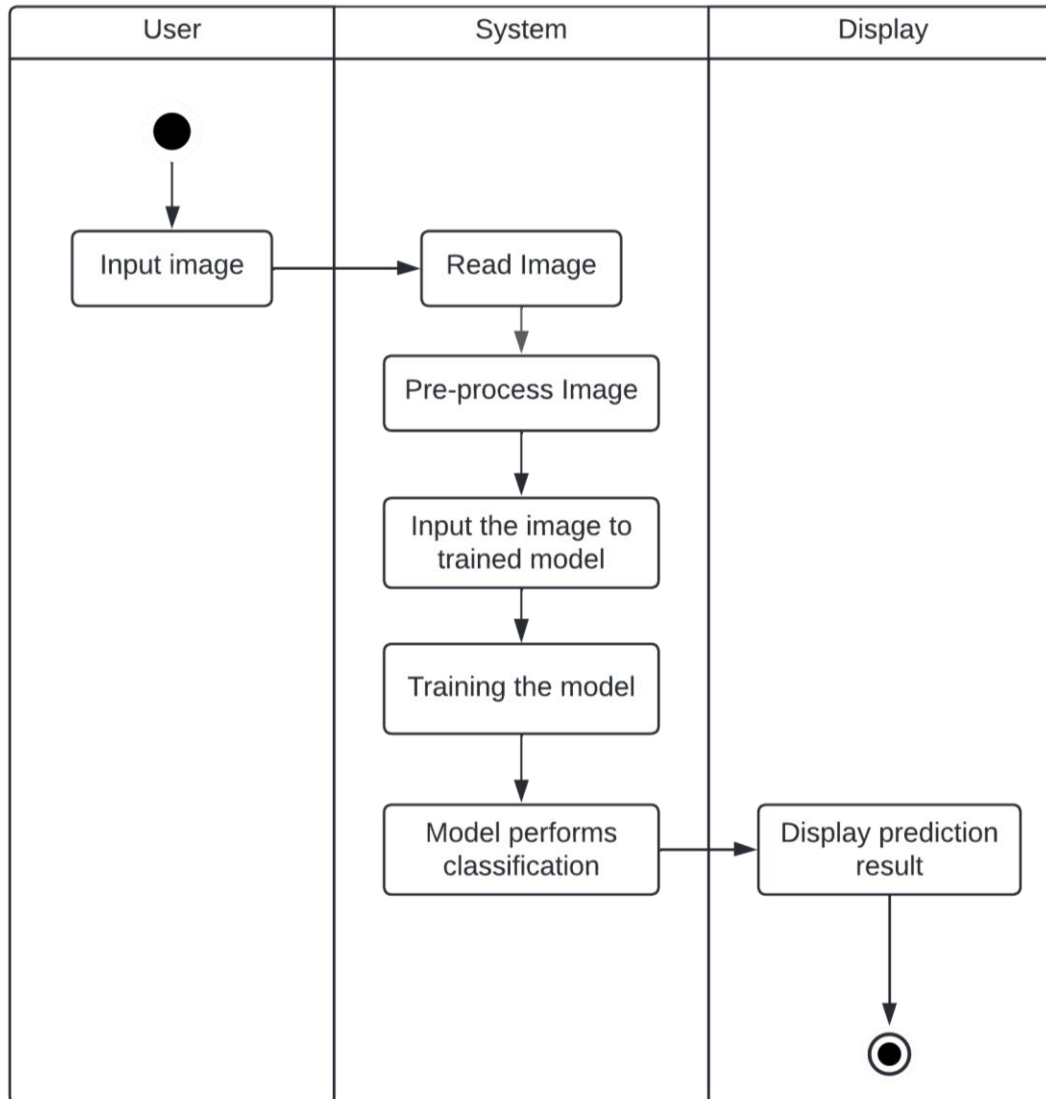 User
System
Display
Input image
Read Image
Pre-process Image
Input the image to
trained model
Training the model
Model performs
classification
Display prediction
result